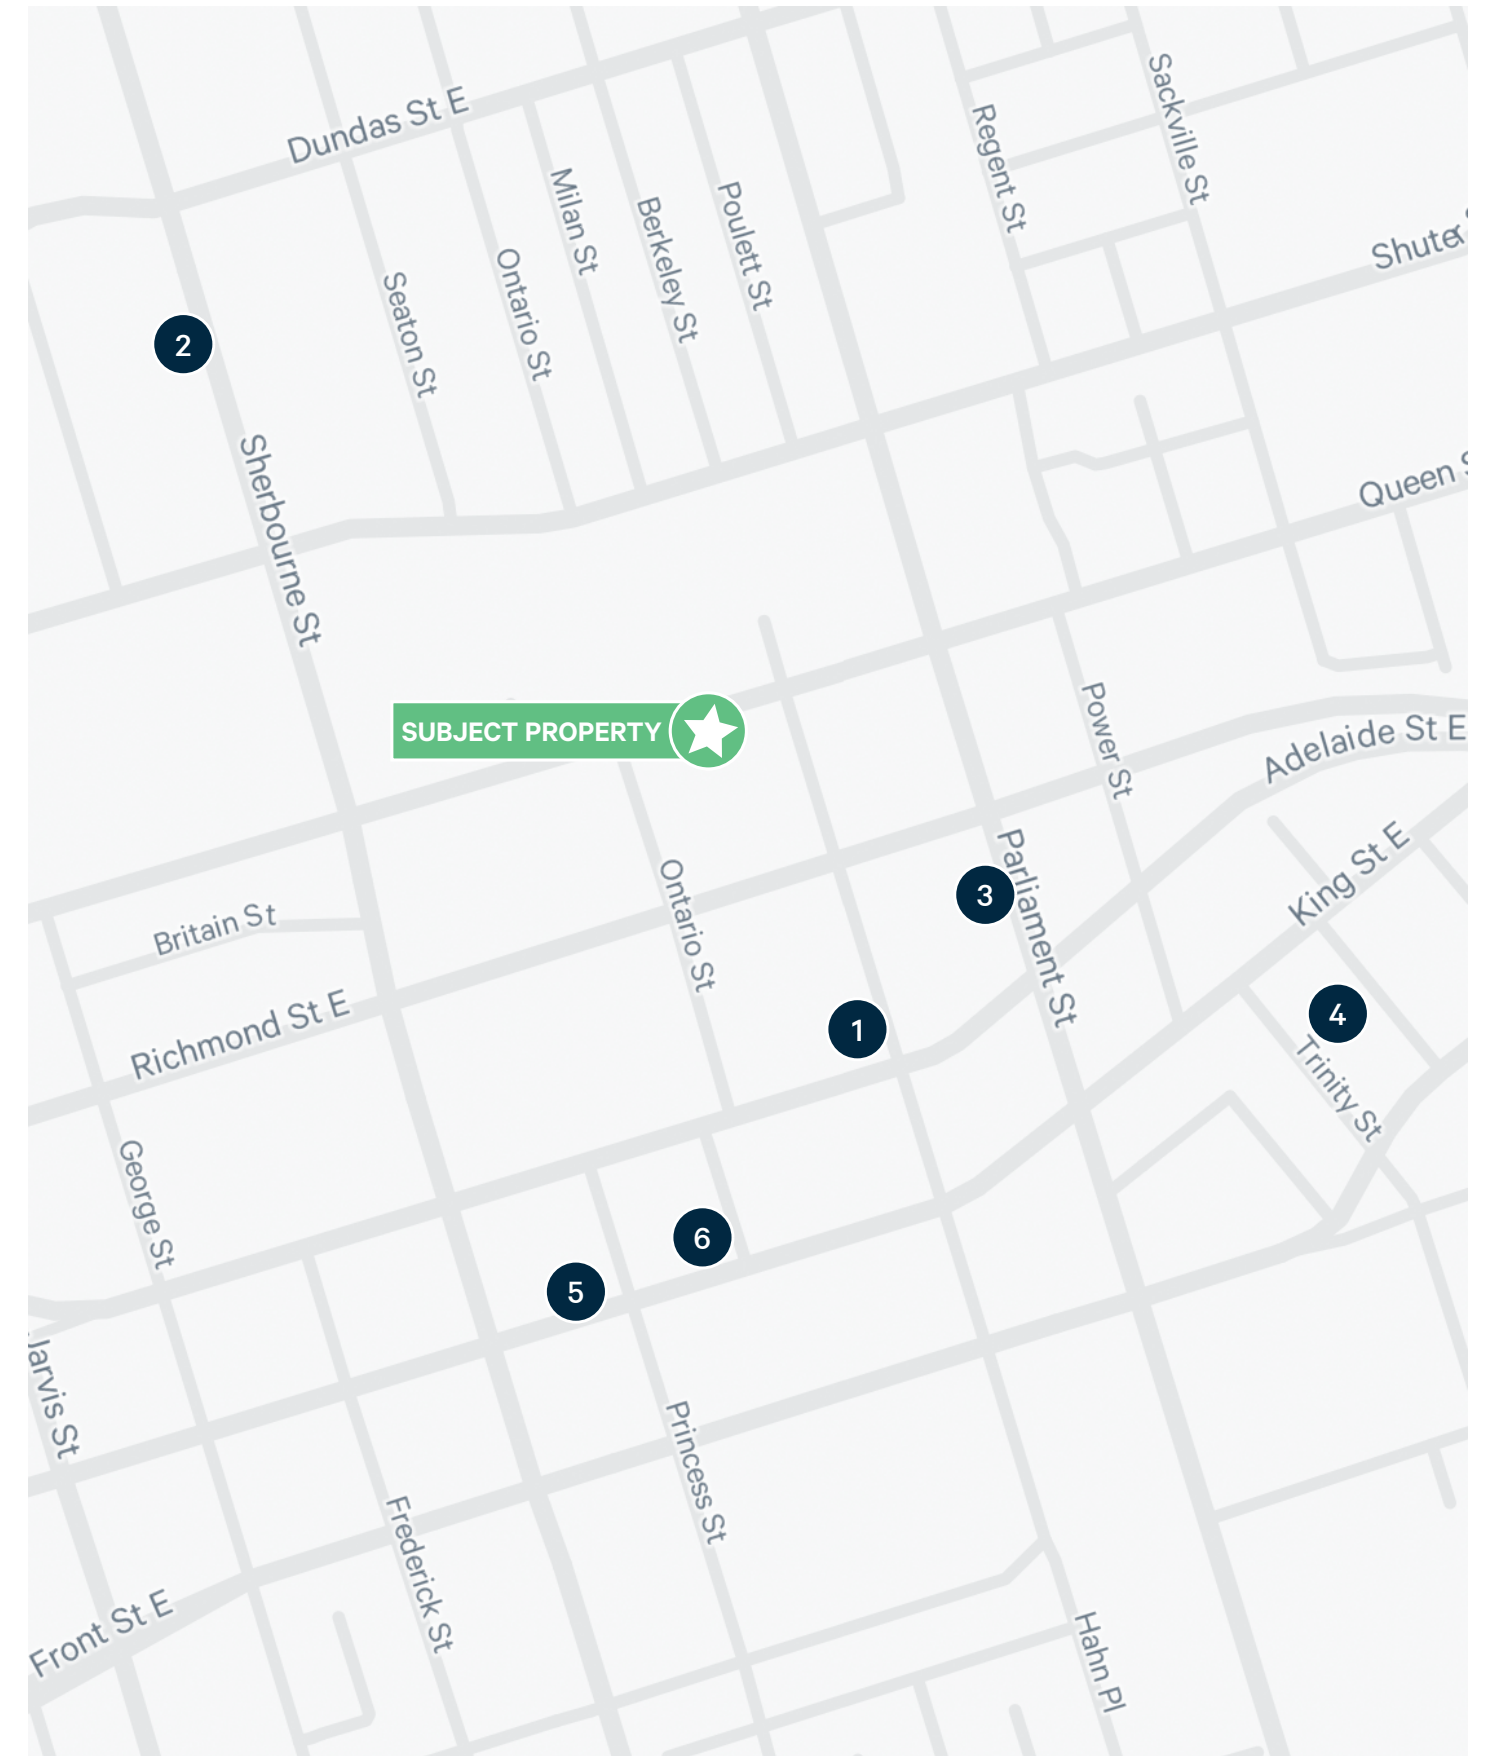 Dundas St E
Sackville St
Regent St
Milan St
Poulett St
Berkeley St
Shuter
Ontario St
Seaton St
2
Sherbourne St
Queen S
SUBJECT PROPERTY
Power St
Adelaide St E
Parliament St
King St E
3
Ontario St
Britain St
Richmond St E
1
4
Trinity St
George St
6
5
Jarvis St
Princess St
Frederick St
Front St E
Hahn Pl